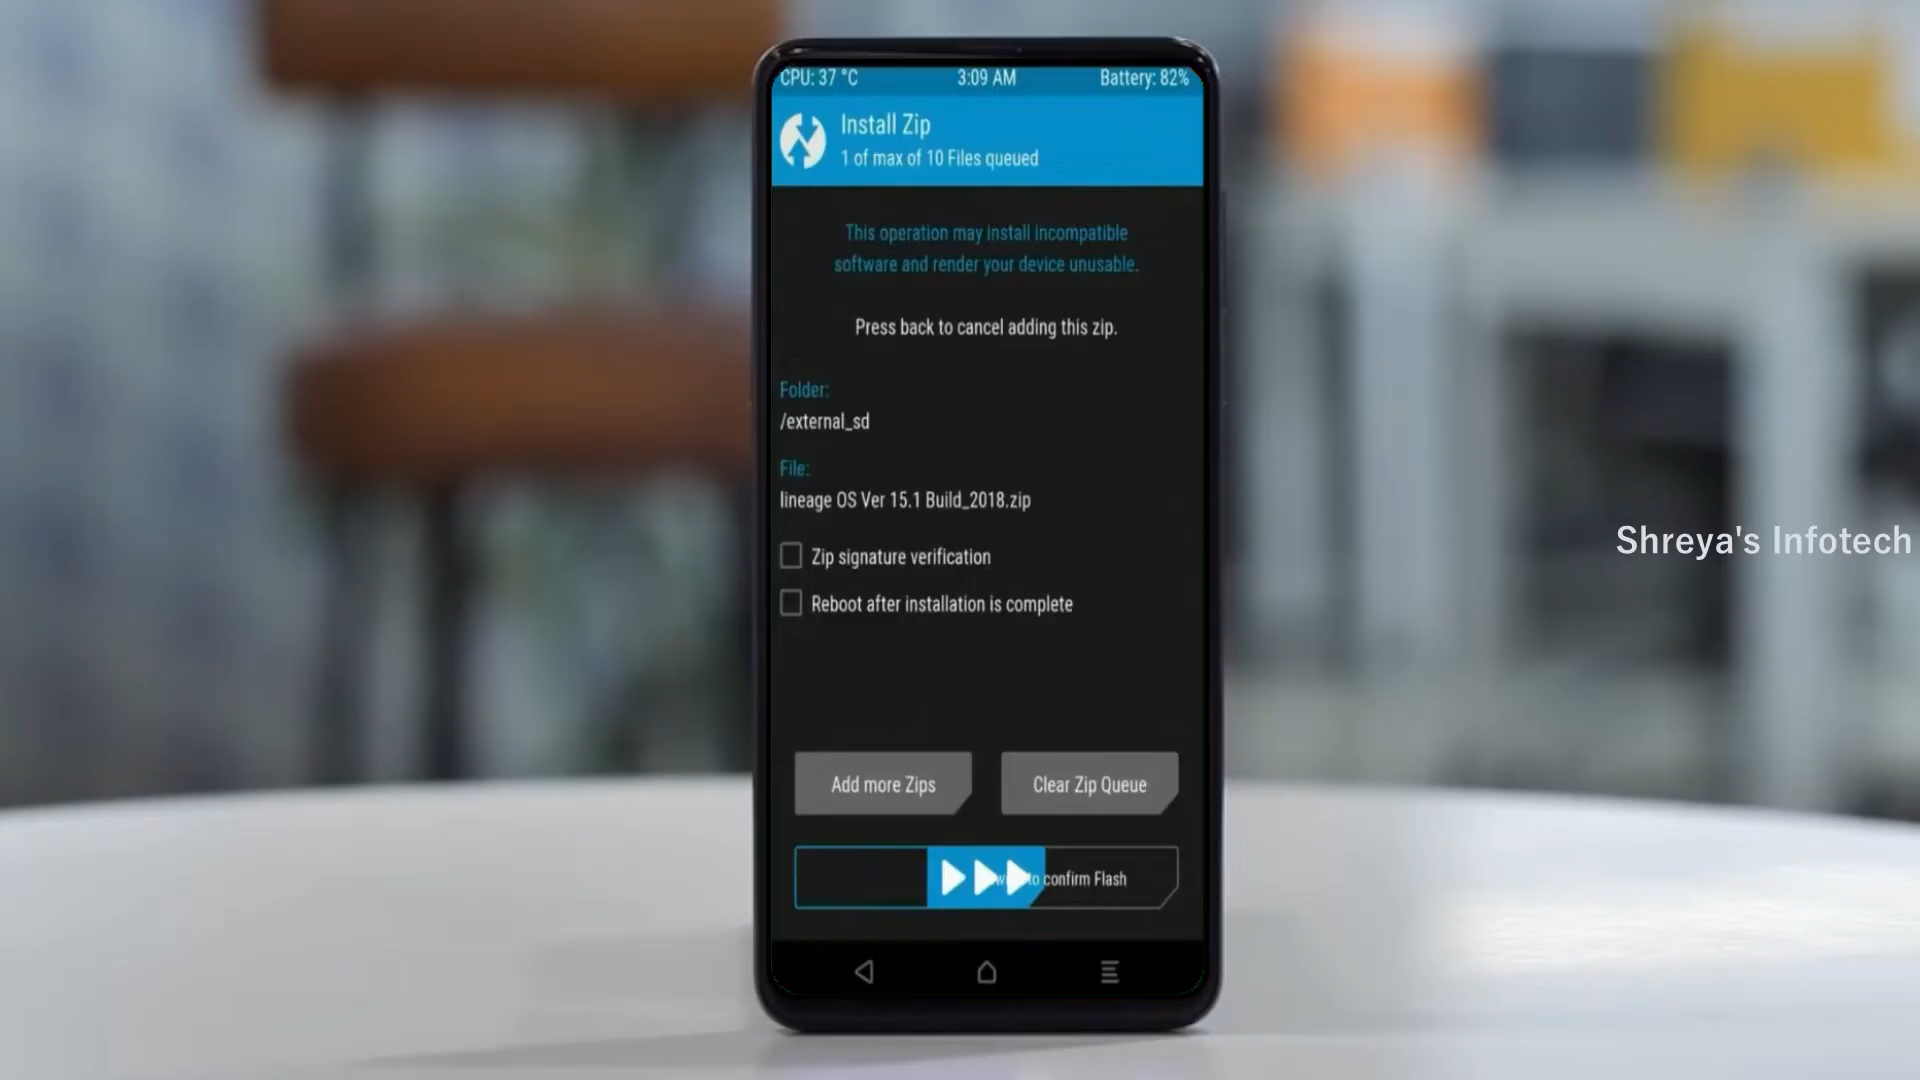 CPU: 37 °C 3:09 AM Battery: 82%
Install Zip
1 of max of 10 Files queued
This operation may install incompatible
software and render your device unusable.
Press back to cancel adding this zip.
Folder:
/external_sd
File:
lineage OS Ver 15.1 Build_2018.zip
Shreya's Infotech
Zip signature verification
Reboot after installation is complete
Add more Zips Clear Zip Queue
confirm Flash